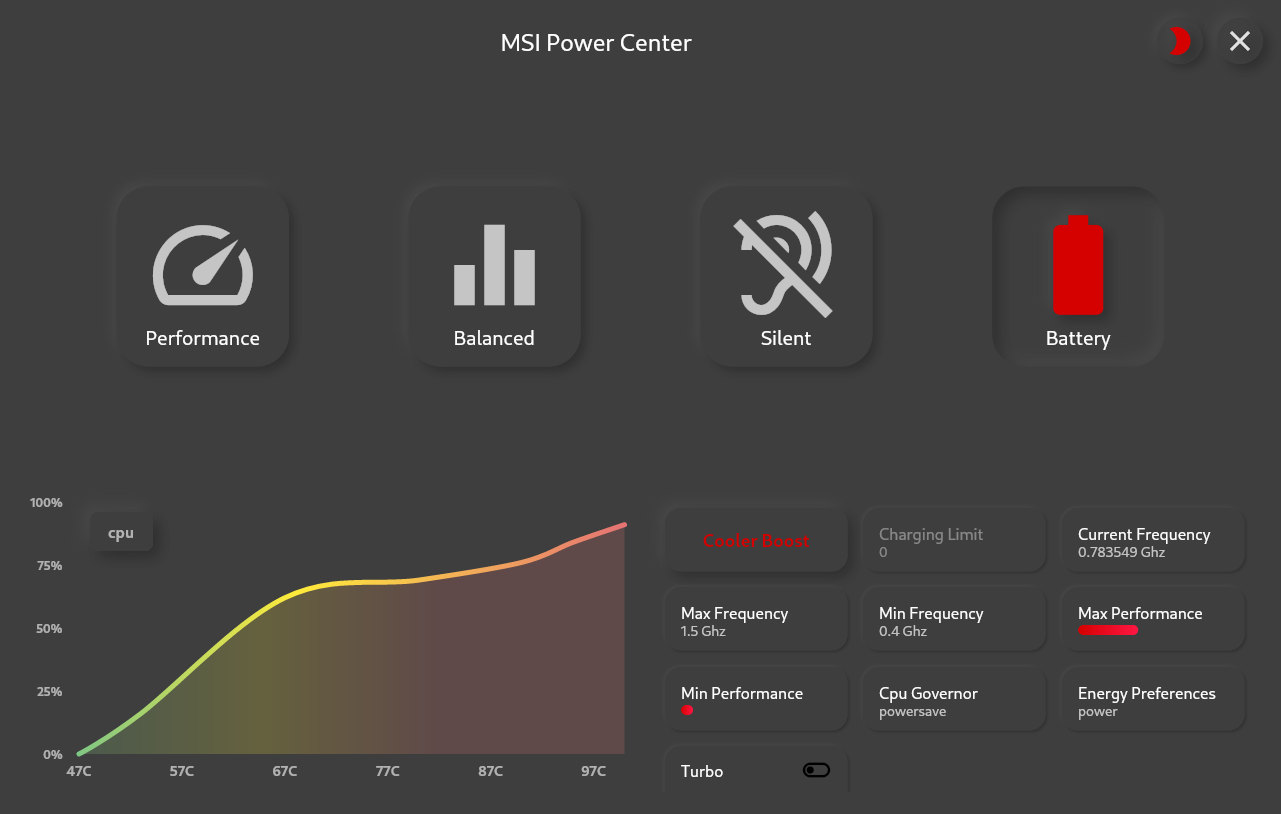 MSI Power Center
Performance
Balanced
Silent
Battery
100%
75%
50%
25%
0%
cpu
47C
57C
67C
77C
87C
97C
Cooler Boost
Charging Limit
0
Current Frequency
0.783549 Ghz
Max Frequency
1.5 Ghz
Min Frequency
0.4 Ghz
Max Performance
Min Performance
Cpu Governor
powersave
Energy Preferences
power
Turbo